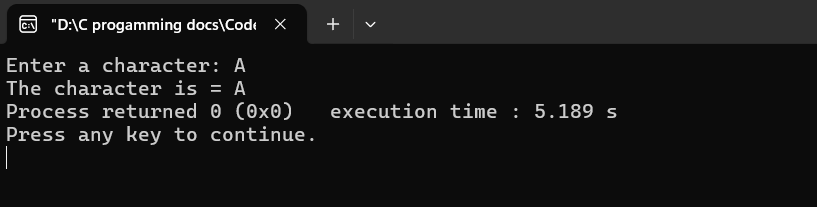 "D:\C progamming docs\Code
Enter a character: A
The character is = A
Process returned 0 (0x0)   execution time : 5.189 s
Press any key to continue.